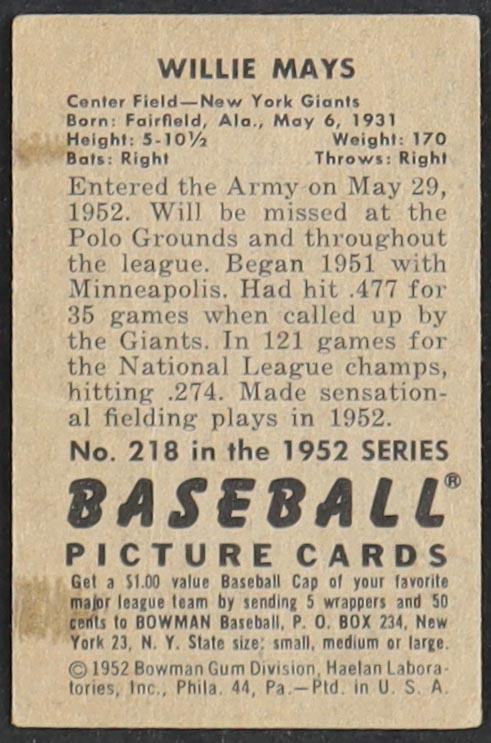 WILLIE MAYS
Center Field—New York Giants
Born: Fairfield, Ala., May 6, 1931
Height: 5-10½ Weight: 170
Bats: Right Throws: Right
Entered the Army on May 29,
1952. Will be missed at the
Polo Grounds and throughout
the league. Began 1951 with
Minneapolis. Had hit .477 for
35 games when called up by
the Giants. In 121 games for
the National League champs,
hitting .274. Made sensation-
al fielding plays in 1952.
No. 218 in the 1952 SERIES
BASEBALL®
PICTURE CARDS
Get a $1.00 value Baseball Cap of your favorite
major league team by sending 5 wrappers and 50
cents to BOWMAN Baseball, P. O. BOX 234, New
York 23, N. Y. State size; small, medium or large.
© 1952 Bowman Gum Division, Haelan Labora-
tories, Inc., Phila. 44, Pa.—Ptd. in U. S. A.